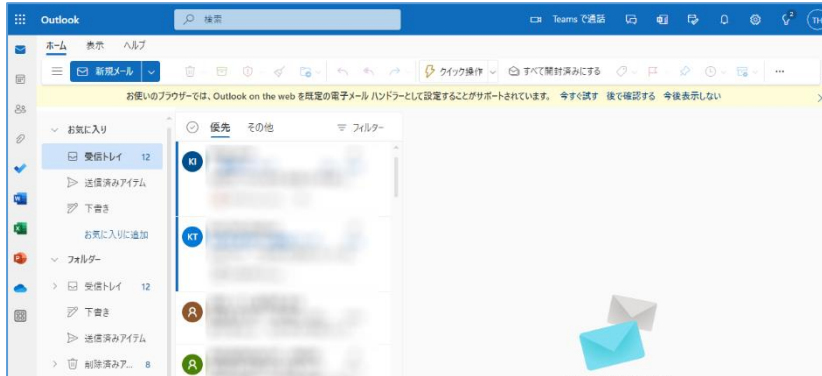 Outlook 検索 Teams で通話 2 TH
ホーム 表示 ヘルプ
新規メール クイック操作 すべて開封済みにする
お使いのブラウザーでは、Outlook on the web を既定の電子メール ハンドラーとして設定することがサポートされています。 今すぐ試す 後で確認する 今後表示しない
お気に入り
受信トレイ 12
送信済みアイテム
下書き
お気に入りに追加
フォルダー
受信トレイ 12
下書き
送信済みアイテム
削除済みア... 8
優先 その他 フィルター
KI
KT
R
R